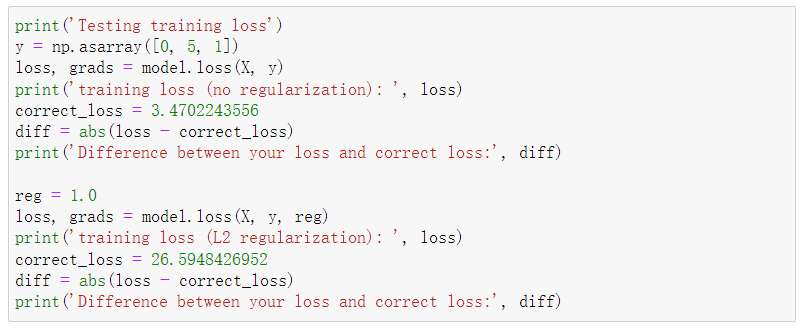 print('Testing training loss')
y = np.asarray([0, 5, 1])
loss, grads = model.loss(X, y)
print('training loss (no regularization): ', loss)
correct_loss = 3.4702243556
diff = abs(loss - correct_loss)
print('Difference between your loss and correct loss:', diff)

reg = 1.0
loss, grads = model.loss(X, y, reg)
print('training loss (L2 regularization): ', loss)
correct_loss = 26.5948426952
diff = abs(loss - correct_loss)
print('Difference between your loss and correct loss:', diff)